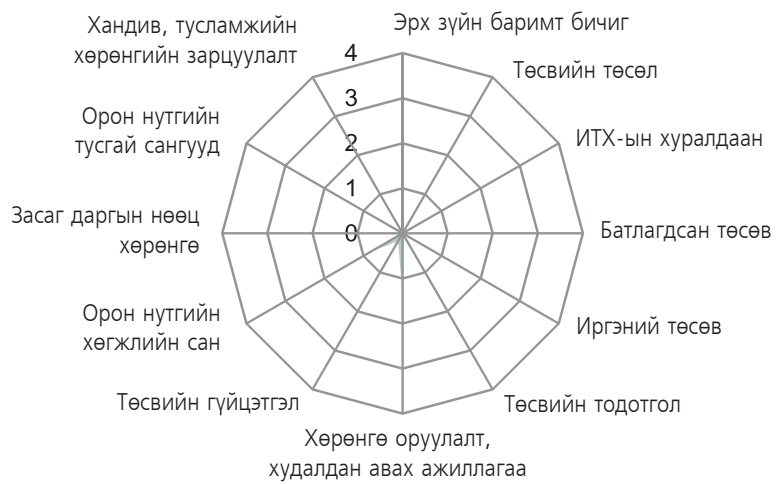 Эрх зүйн баримт бичиг
Төсвийн төсөл
ИТХ-ын хуралдаан
Батлагдсан төсөв
Иргэний төсөв
Төсвийн тодотгол
Хөрөнгө оруулалт,
худалдан авах ажиллагаа
Төсвийн гүйцэтгэл
Орон нутгийн
хөгжлийн сан
Засаг даргын нөөц
хөрөнгө
Орон нутгийн
тусгай сангууд
Хандив, тусламжийн
хөрөнгийн зарцуулалт
4
3
2
1
0